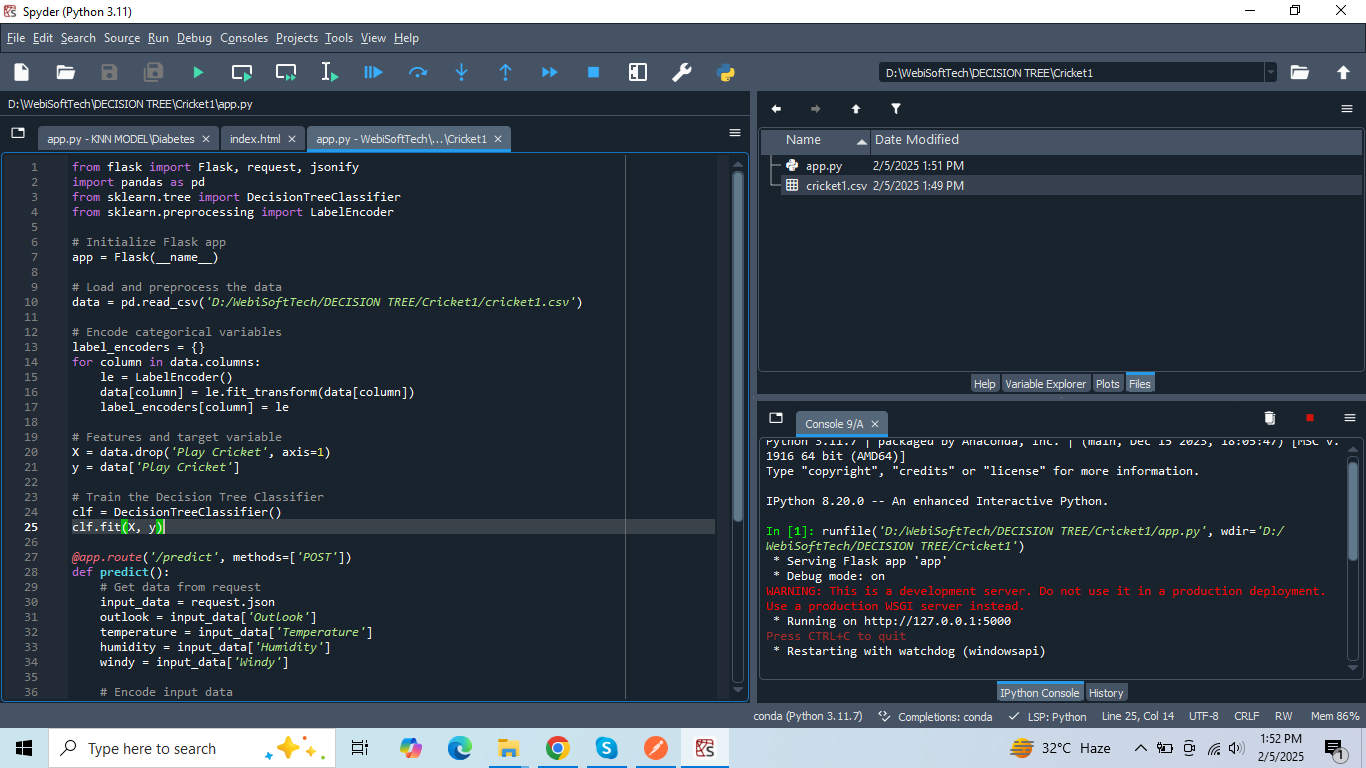 Spyder (Python 3.11)
File Edit Search Source Run Debug Consoles Projects Tools View Help
D:\WebiSoftTech\DECISION TREE\Cricket1
D:\WebiSoftTech\DECISION TREE\Cricket1\app.py
app.py - KNN MODEL\Diabetes
index.html
app.py - WebiSoftTech\...\Cricket1
1 from flask import Flask, request, jsonify
2 import pandas as pd
3 from sklearn.tree import DecisionTreeClassifier
4 from sklearn.preprocessing import LabelEncoder
5
6 # Initialize Flask app
7 app = Flask(__name__)
8
9 # Load and preprocess the data
10 data = pd.read_csv('D:/WebiSoftTech/DECISION TREE/Cricket1/cricket1.csv')
11
12 # Encode categorical variables
13 label_encoders = {}
14 for column in data.columns:
15     le = LabelEncoder()
16     data[column] = le.fit_transform(data[column])
17     label_encoders[column] = le
18
19 # Features and target variable
20 X = data.drop('Play Cricket', axis=1)
21 y = data['Play Cricket']
22
23 # Train the Decision Tree Classifier
24 clf = DecisionTreeClassifier()
25 clf.fit(X, y)
26
27 @app.route('/predict', methods=['POST'])
28 def predict():
29     # Get data from request
30     input_data = request.json
31     outlook = input_data['Outlook']
32     temperature = input_data['Temperature']
33     humidity = input_data['Humidity']
34     windy = input_data['Windy']
35
36     # Encode input data
Name Date Modified
app.py 2/5/2025 1:51 PM
cricket1.csv 2/5/2025 1:49 PM
Help Variable Explorer Plots Files
Console 9/A
Python 3.11.7 | packaged by Anaconda, Inc. | (main, Dec 15 2023, 18:05:47) [MSC v.
1916 64 bit (AMD64)]
Type "copyright", "credits" or "license" for more information.
IPython 8.20.0 -- An enhanced Interactive Python.
In [1]: runfile('D:/WebiSoftTech/DECISION TREE/Cricket1/app.py', wdir='D:/
WebiSoftTech/DECISION TREE/Cricket1')
* Serving Flask app 'app'
* Debug mode: on
WARNING: This is a development server. Do not use it in a production deployment.
Use a production WSGI server instead.
* Running on http://127.0.0.1:5000
Press CTRL+C to quit
* Restarting with watchdog (windowsapi)
IPython Console History
conda (Python 3.11.7) Completions: conda LSP: Python Line 25, Col 14 UTF-8 CRLF RW Mem 86%
Type here to search
32°C Haze
1:52 PM
2/5/2025
1